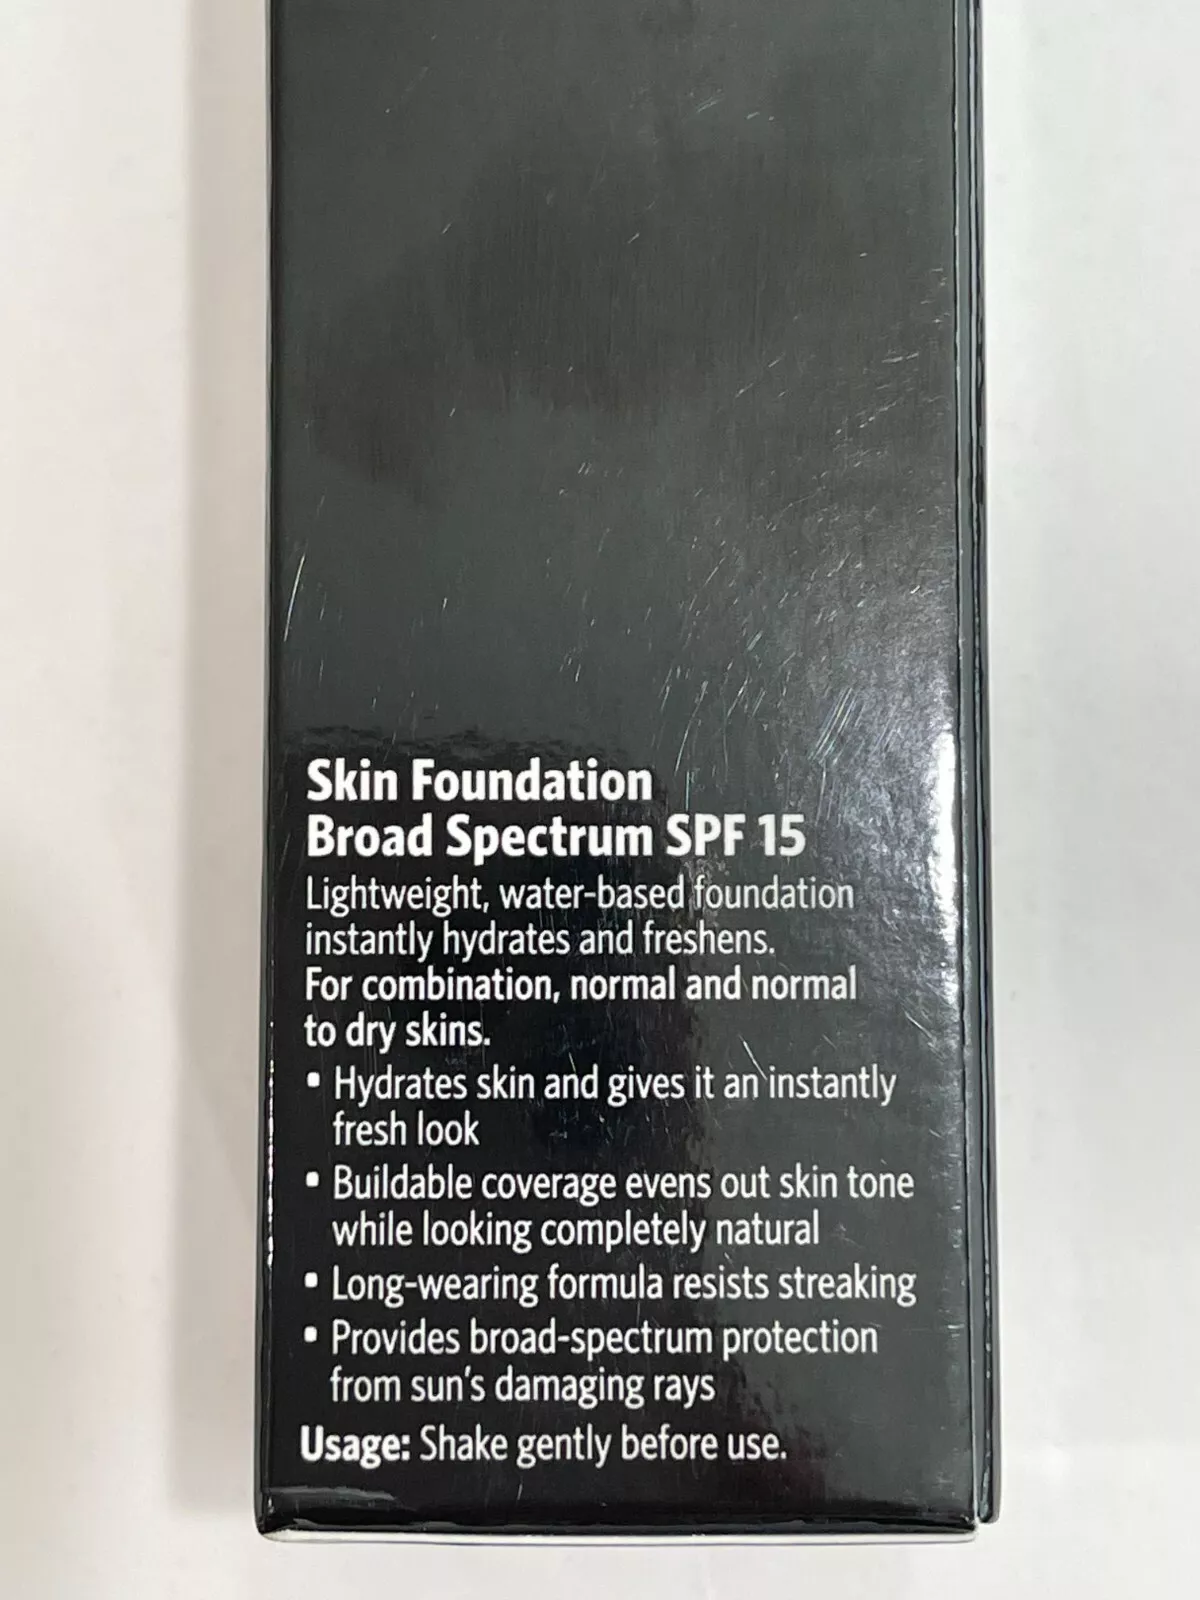 Skin Foundation
Broad Spectrum SPF 15
Lightweight, water-based foundation
instantly hydrates and freshens.
For combination, normal and normal
to dry skins.
▪ Hydrates skin and gives it an instantly
fresh look
▪ Buildable coverage evens out skin tone
while looking completely natural
▪ Long-wearing formula resists streaking
▪ Provides broad-spectrum protection
from sun's damaging rays
Usage: Shake gently before use.